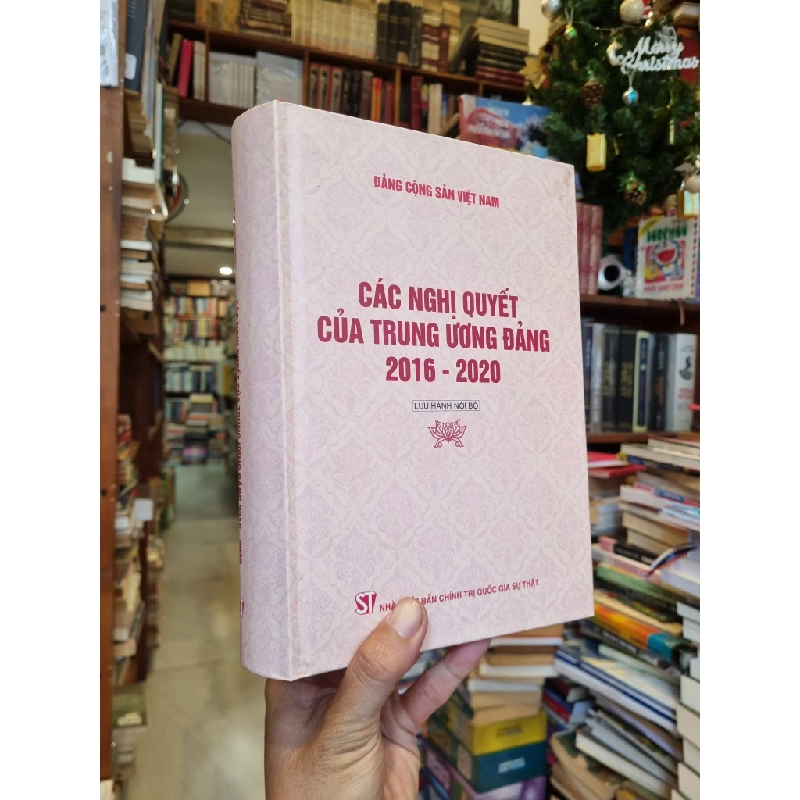 Merry
Christmas
ĐẢNG CỘNG SẢN VIỆT NAM
CÁC NGHỊ QUYẾT
CỦA TRUNG ƯƠNG ĐẢNG
2016 - 2020
LƯU HÀNH NỘI BỘ
ST NHÀ BẢN CHÍNH TRỊ QUỐC GIA SỰ THẬT